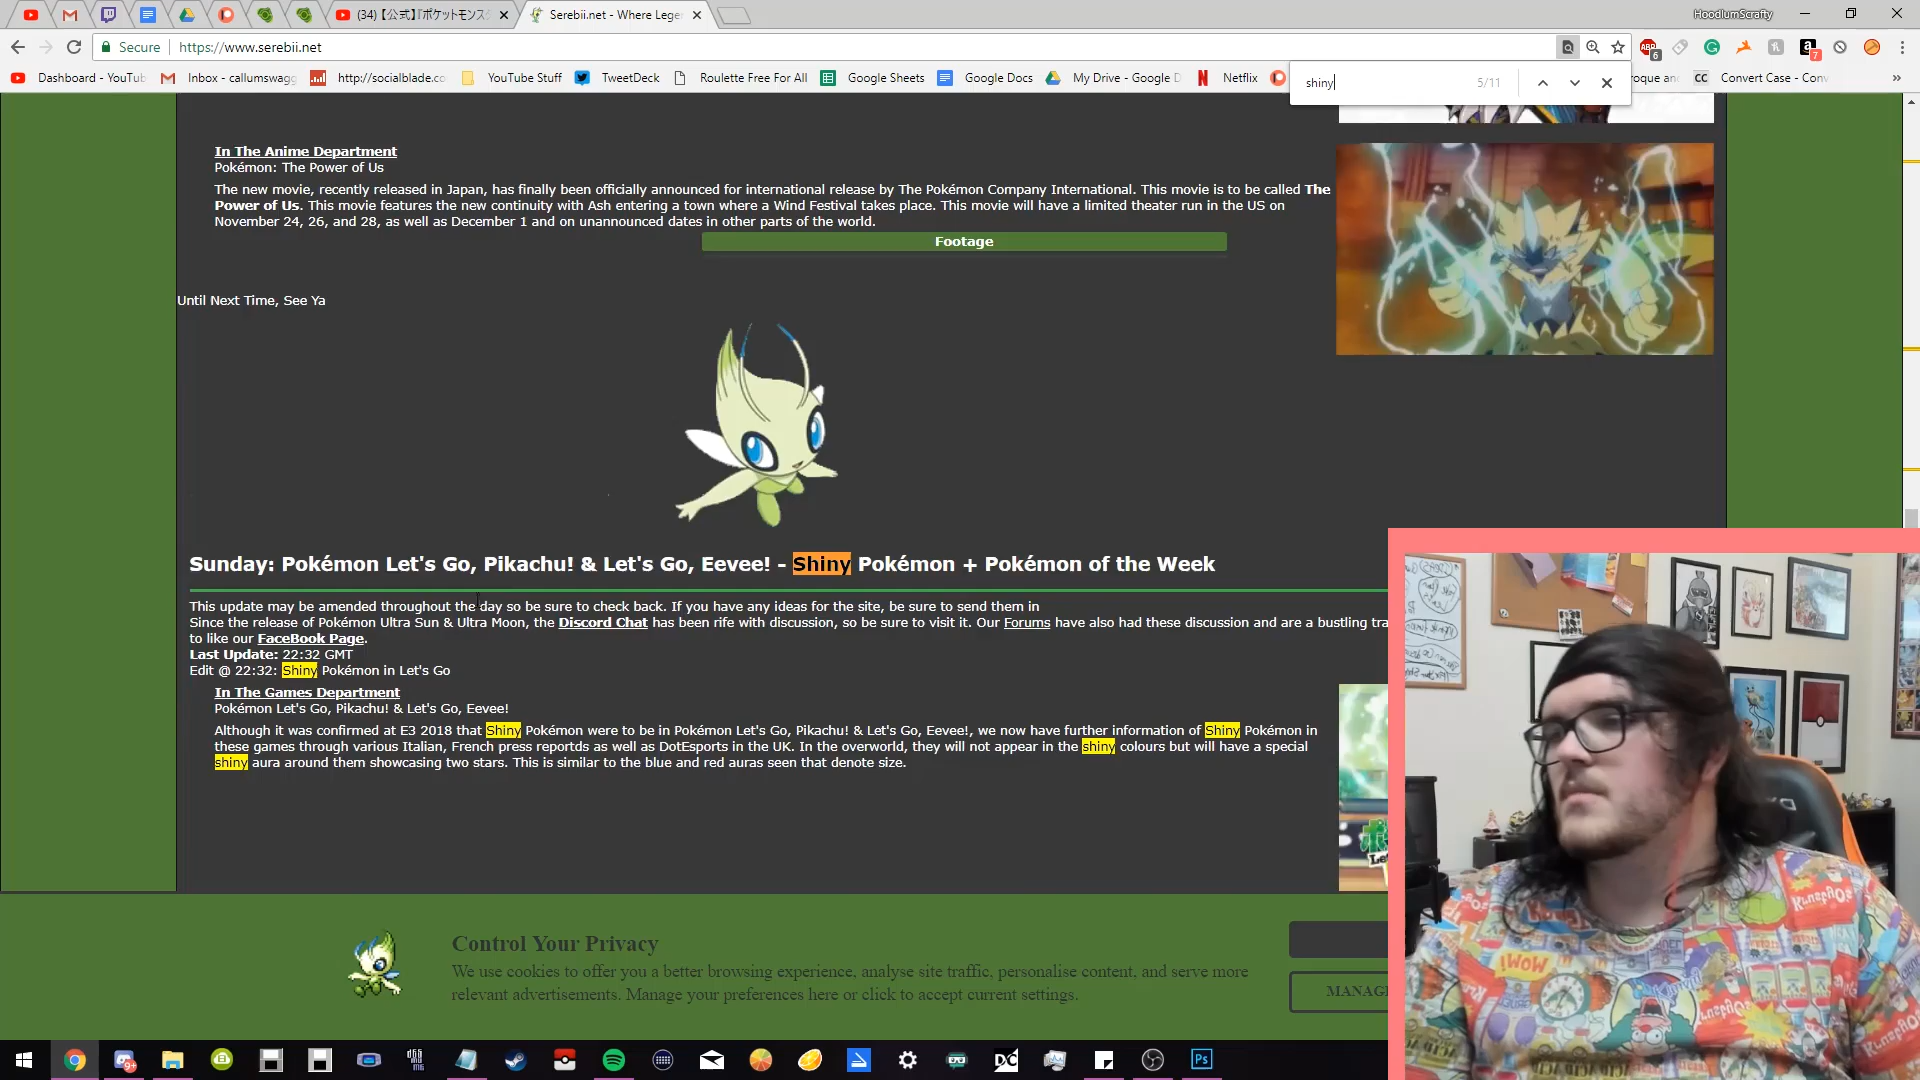 (34) 【公式】『ポケットモンス
Serebii.net - Where Leger
HoodlumScrafty
Secure
https://www.serebii.net
6
7
Dashboard - YouTub
Inbox - callumswagg
http://socialblade.co
YouTube Stuff
TweetDeck
Roulette Free For All
Google Sheets
Google Docs
My Drive - Google D
Netflix
roque and
CC
Convert Case - Conv
»
shiny
5/11
In The Anime Department
Pokémon: The Power of Us
The new movie, recently released in Japan, has finally been officially announced for international release by The Pokémon Company International. This movie is to be called The
Power of Us. This movie features the new continuity with Ash entering a town where a Wind Festival takes place. This movie will have a limited theater run in the US on
November 24, 26, and 28, as well as December 1 and on unannounced dates in other parts of the world.
Footage
Until Next Time, See Ya
Sunday: Pokémon Let's Go, Pikachu! & Let's Go, Eevee! - Shiny Pokémon + Pokémon of the Week
This update may be amended throughout the day so be sure to check back. If you have any ideas for the site, be sure to send them in
Since the release of Pokémon Ultra Sun & Ultra Moon, the Discord Chat has been rife with discussion, so be sure to visit it. Our Forums have also had these discussion and are a bustling tra
to like our FaceBook Page.
Last Update: 22:32 GMT
Edit @ 22:32: Shiny Pokémon in Let's Go
In The Games Department
Pokémon Let's Go, Pikachu! & Let's Go, Eevee!
Although it was confirmed at E3 2018 that Shiny Pokémon were to be in Pokémon Let's Go, Pikachu! & Let's Go, Eevee!, we now have further information of Shiny Pokémon in
these games through various Italian, French press reportds as well as DotEsports in the UK. In the overworld, they will not appear in the shiny colours but will have a special
shiny aura around them showcasing two stars. This is similar to the blue and red auras seen that denote size.
Control Your Privacy
We use cookies to offer you a better browsing experience, analyse site traffic, personalise content, and serve more
relevant advertisements. Manage your preferences here or click to accept current settings.
MANAG
WOW!
9+
Ps